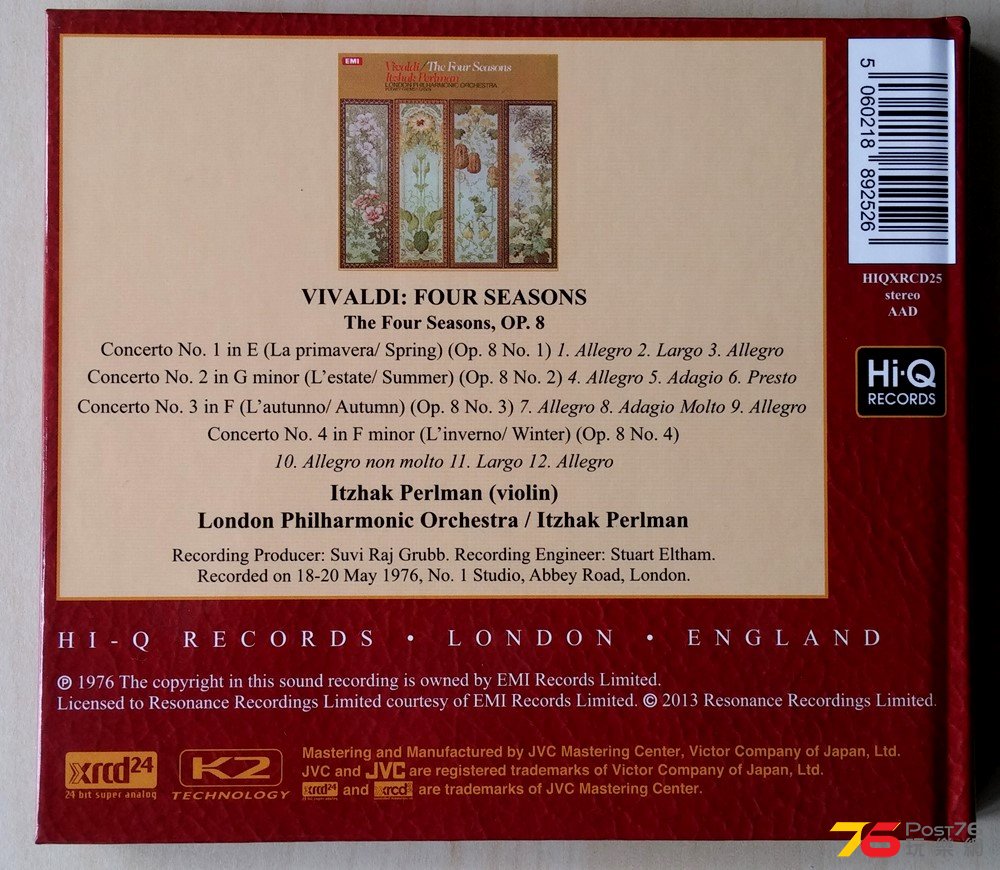 EMI
Vivaldi/The Four Seasons
Itzhak Perlman
LONDON PHILHARMONIC ORCHESTRA
VIVALDI: FOUR SEASONS
The Four Seasons, OP. 8
Concerto No. 1 in E (La primavera/ Spring) (Op. 8 No. 1) 1. Allegro 2. Largo 3. Allegro
Concerto No. 2 in G minor (L'estate/ Summer) (Op. 8 No. 2) 4. Allegro 5. Adagio 6. Presto
Concerto No. 3 in F (L'autunno/ Autumn) (Op. 8 No. 3) 7. Allegro 8. Adagio Molto 9. Allegro
Concerto No. 4 in F minor (L'inverno/ Winter) (Op. 8 No. 4)
10. Allegro non molto 11. Largo 12. Allegro
Itzhak Perlman (violin)
London Philharmonic Orchestra / Itzhak Perlman
Recording Producer: Suvi Raj Grubb. Recording Engineer: Stuart Eltham.
Recorded on 18-20 May 1976, No. 1 Studio, Abbey Road, London.
5 060218 892526
HIQXRCD25
stereo
AAD
Hi·Q
RECORDS
HI-Q RECORDS • LONDON • ENGLAND
℗ 1976 The copyright in this sound recording is owned by EMI Records Limited.
Licensed to Resonance Recordings Limited courtesy of EMI Records Limited. © 2013 Resonance Recordings Limited.
xrcd24
24 bit super analog
K2
TECHNOLOGY
Mastering and Manufactured by JVC Mastering Center, Victor Company of Japan, Ltd.
JVC and JVC are registered trademarks of Victor Company of Japan, Ltd.
xrcd24 and xrcd are trademarks of JVC Mastering Center.
76 Post76
玩樂網